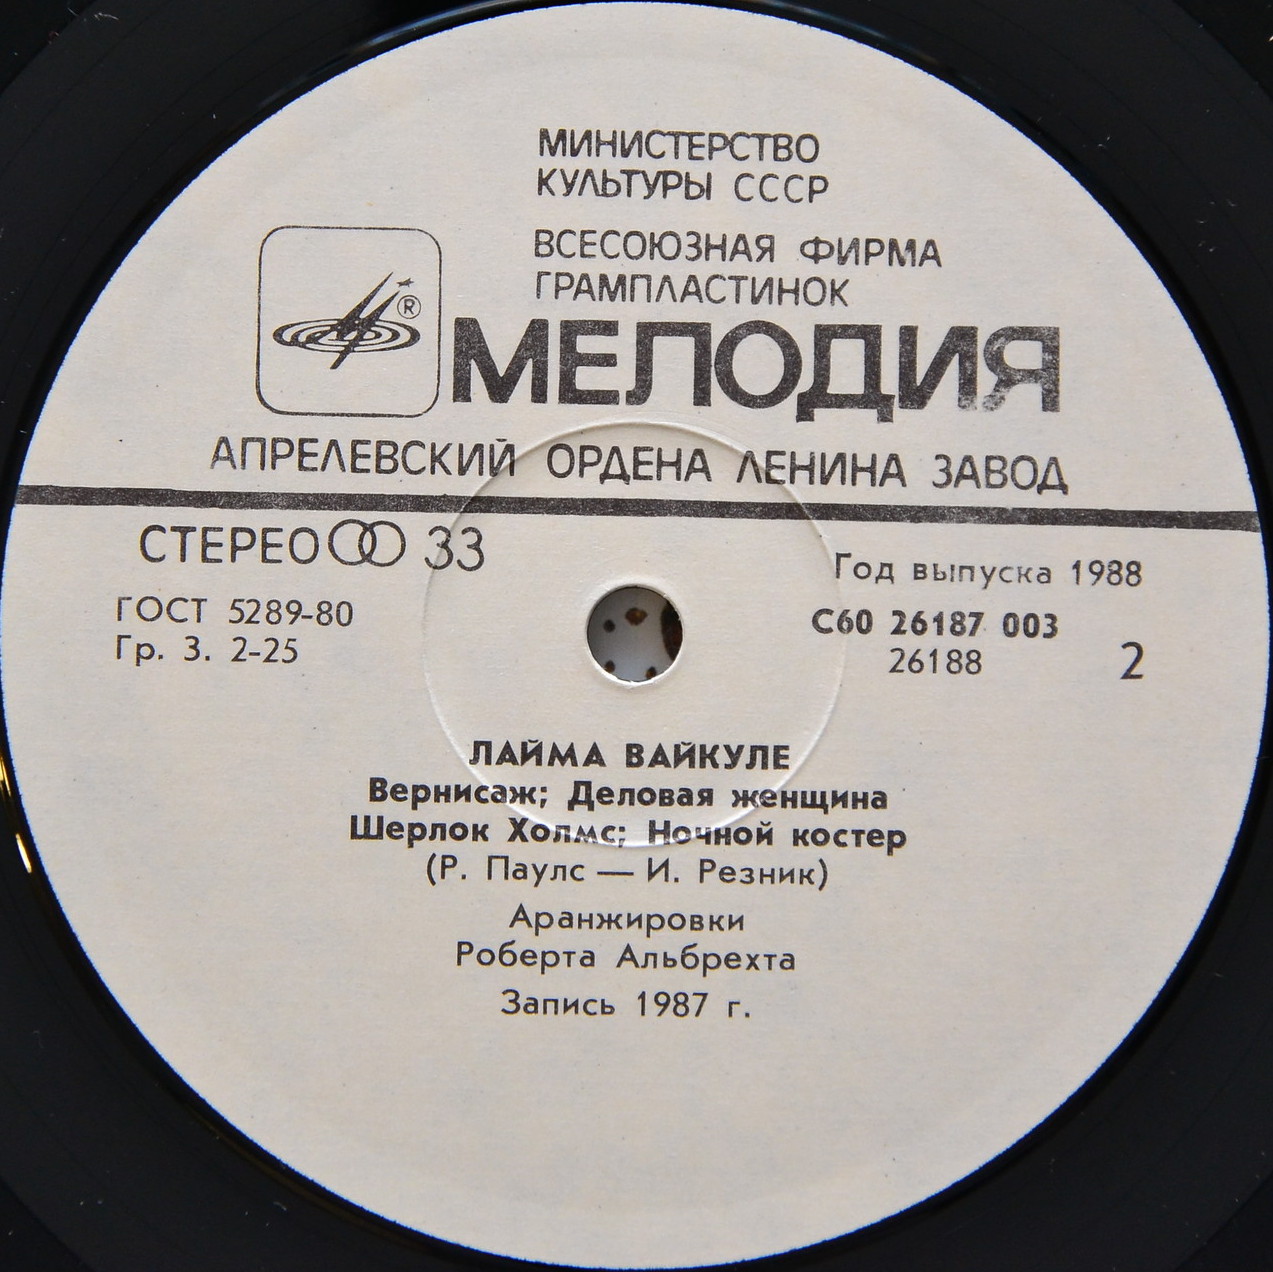 МИНИСТЕРСТВО
КУЛЬТУРЫ СССР
ВСЕСОЮЗНАЯ ФИРМА
ГРАМПЛАСТИНОК
®
МЕЛОДИЯ
АПРЕЛЕВСКИЙ ОРДЕНА ЛЕНИНА ЗАВОД
СТЕРЕО 33
ГОСТ 5289-80
Гр. 3. 2-25
Год выпуска 1988
С60 26187 003
26188
2
ЛАЙМА ВАЙКУЛЕ
Вернисаж; Деловая женщина
Шерлок Холмс; Ночной костер
(Р. Паулс — И. Резник)
Аранжировки
Роберта Альбрехта
Запись 1987 г.